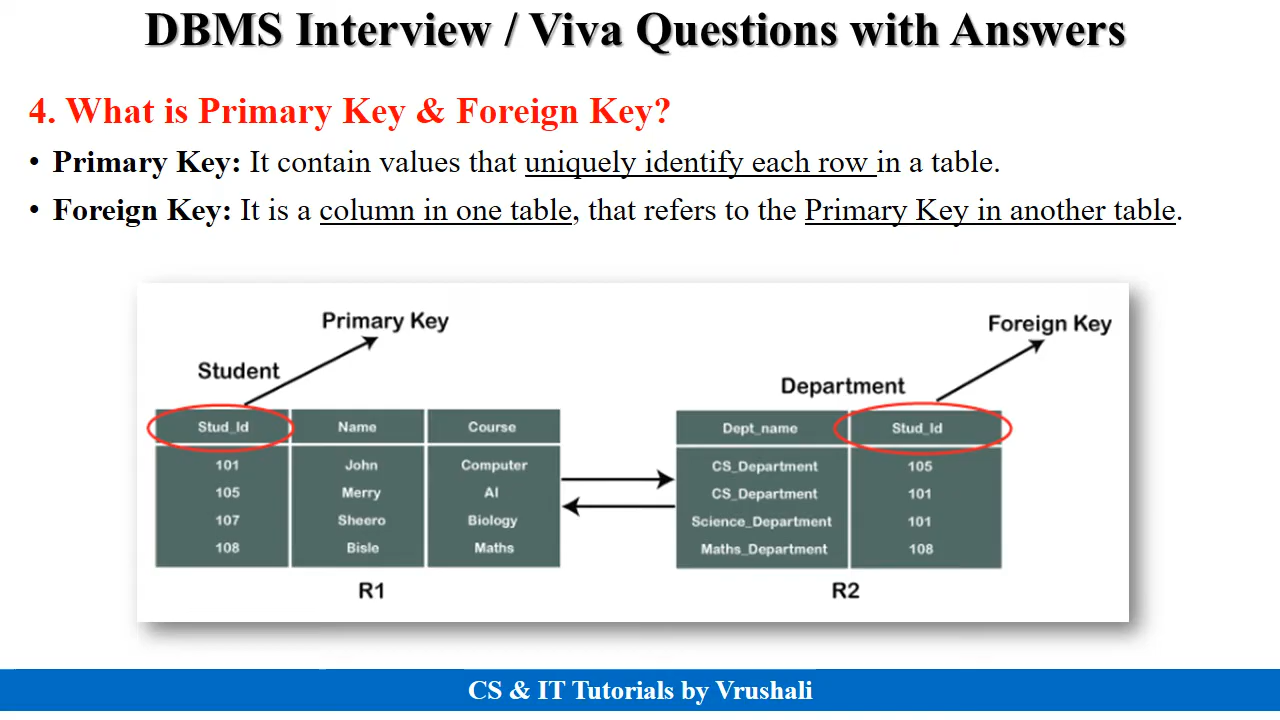 DBMS Interview / Viva Questions with Answers
4. What is Primary Key & Foreign Key?
• Primary Key: It contain values that uniquely identify each row in a table.
• Foreign Key: It is a column in one table, that refers to the Primary Key in another table.
Primary Key
Foreign Key
Student
Department
Stud_Id Name Course
Dept_name Stud_Id
101 John Computer
105 Merry AI
107 Sheero Biology
108 Bisle Maths
CS_Department 105
CS_Department 101
Science_Department 101
Maths_Department 108
R1
R2
CS & IT Tutorials by Vrushali